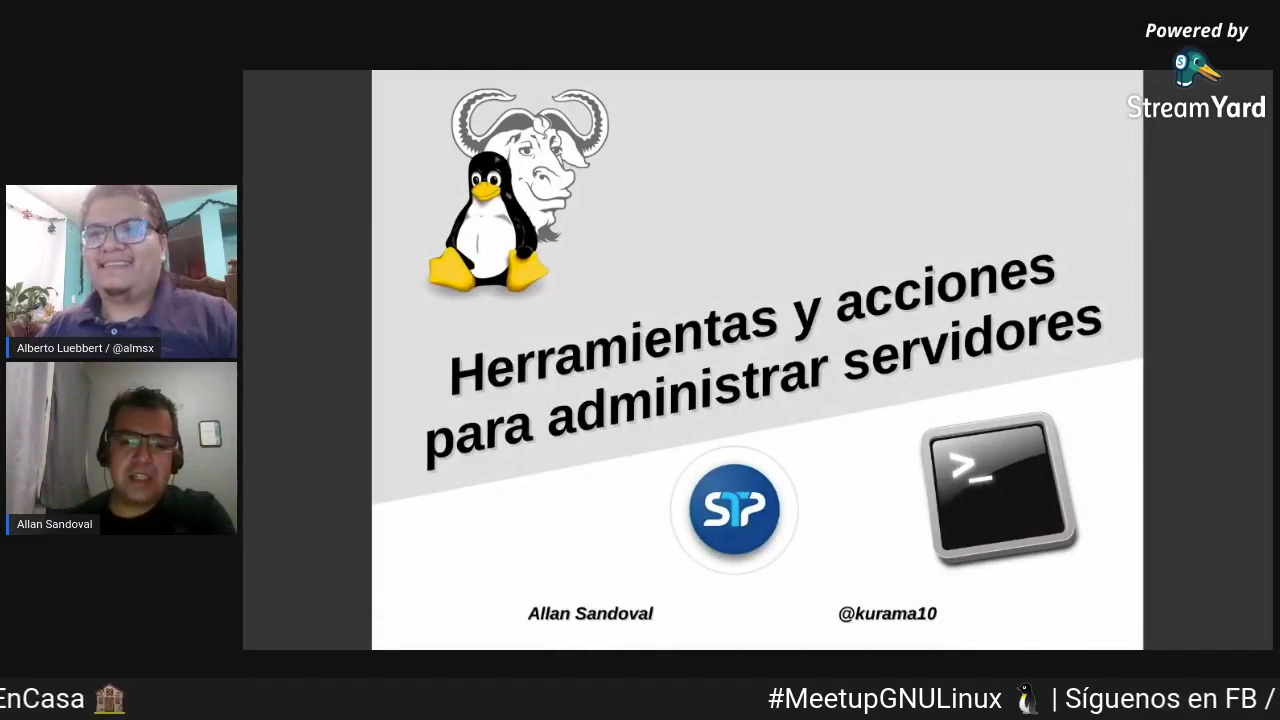 Powered by
StreamYard
Herramientas y acciones
para administrar servidores
STP
>_
Allan Sandoval
@kurama10
Alberto Luebbert / @almsx
Allan Sandoval
EnCasa
#MeetupGNULinux | Síguenos en FB /